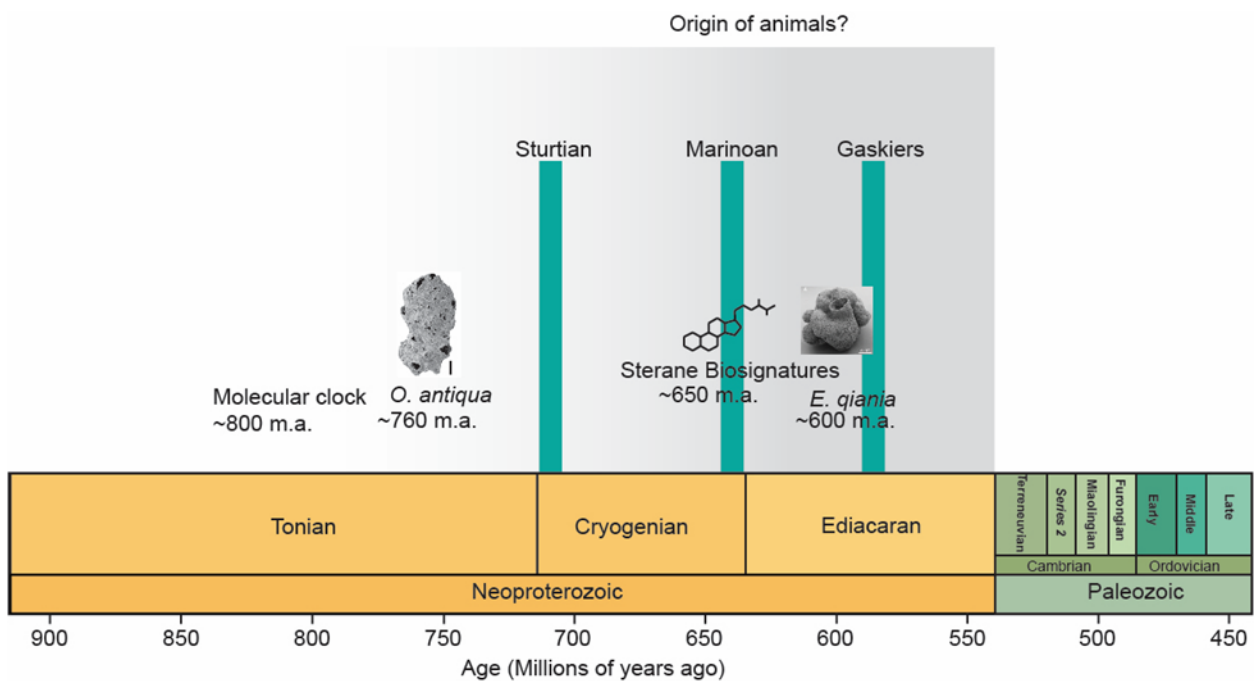 Origin of animals?
Sturtian
Marinoan
Gaskiers
Molecular clock
~800 m.a.
O. antiqua
~760 m.a.
Sterane Biosignatures
~650 m.a.
E. qiania
~600 m.a.
Tonian
Cryogenian
Ediacaran
Terreneuvian
Series 2
Miaolingian
Furongian
Early
Middle
Late
Cambrian
Ordovician
Neoproterozoic
Paleozoic
900 850 800 750 700 650 600 550 500 450
Age (Millions of years ago)